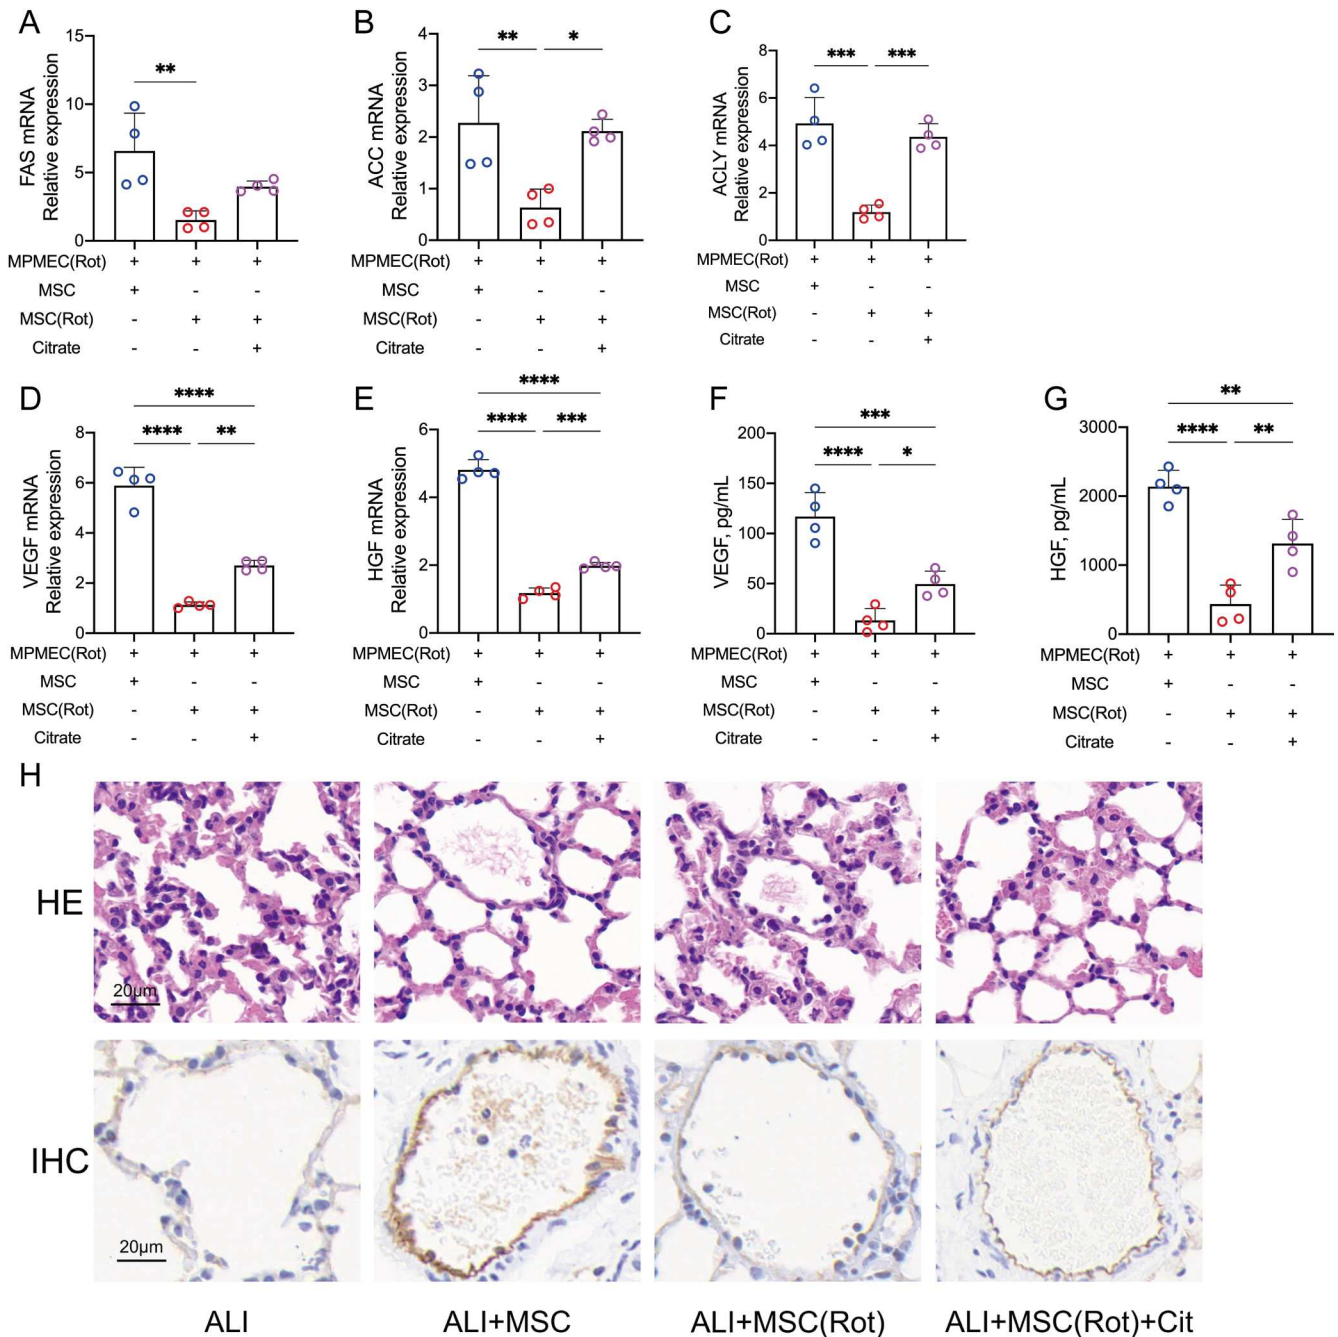 A
15
10
5
0
FAS mRNA
Relative expression
**
MPMEC(Rot) + + +
MSC + - -
MSC(Rot) - + +
Citrate - - +
B
4
3
2
1
0
ACC mRNA
Relative expression
** *
MPMEC(Rot) + + +
MSC + - -
MSC(Rot) - + +
Citrate - - +
C
8
6
4
2
0
ACLY mRNA
Relative expression
*** ***
MPMEC(Rot) + + +
MSC + - -
MSC(Rot) - + +
Citrate - - +
D
8
6
4
2
0
VEGF mRNA
Relative expression
****
**** **
MPMEC(Rot) + + +
MSC + - -
MSC(Rot) - + +
Citrate - - +
E
6
4
2
0
HGF mRNA
Relative expression
****
**** ***
MPMEC(Rot) + + +
MSC + - -
MSC(Rot) - + +
Citrate - - +
F
200
150
100
50
0
VEGF, pg/mL
***
**** *
MPMEC(Rot) + + +
MSC + - -
MSC(Rot) - + +
Citrate - - +
G
3000
2000
1000
0
HGF, pg/mL
**
**** **
MPMEC(Rot) + + +
MSC + - -
MSC(Rot) - + +
Citrate - - +
H
HE
20μm
IHC
20μm
ALI ALI+MSC ALI+MSC(Rot) ALI+MSC(Rot)+Cit